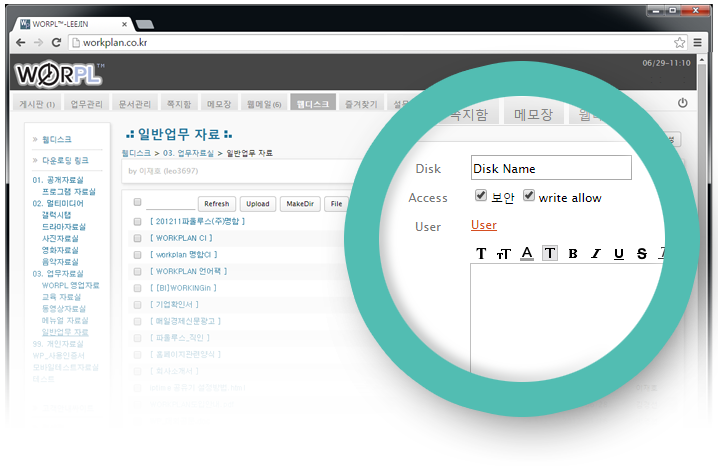 WORPL™-LEEJIN
workplan.co.kr
WORPL™
06/29-11:10
게시판 (1) 업무관리 문서관리 쪽지함 메모장 웹메일 (6) 웹디스크 즐겨찾기
쪽지함 메모장
» 웹디스크
» 다운로딩 링크
01. 공개자료실
프로그램 자료실
02. 멀티미디어
갤럭시탭
드라마자료실
사진자료실
영화자료실
음악자료실
03. 업무자료실
WORPL 영업자료
교육 자료실
동영상자료실
메뉴얼 자료실
일반업무 자료
99. 개인자료실
WP_사용인증서
모바일테스트자료실
테스트
일반업무 자료
웹디스크 > 03. 업무자료실 > 일반업무 자료
by 이재호 (leo3697)
Refresh Upload MakeDir File
[ 201211파폴루스(주)명함 ]
[ WORKPLAN CI ]
[ workplan 명함CI ]
[ WORKPLAN 언어팩 ]
[ [BI]WORKINGin ]
[ 기업확인서 ]
[ 매일경제신문광고 ]
[ 파폴루스_직인 ]
[ 홈페이지관련양식 ]
[ 회사소개서 ]
Disk Disk Name
Access 보안 write allow
User User
T TT A T B I U S